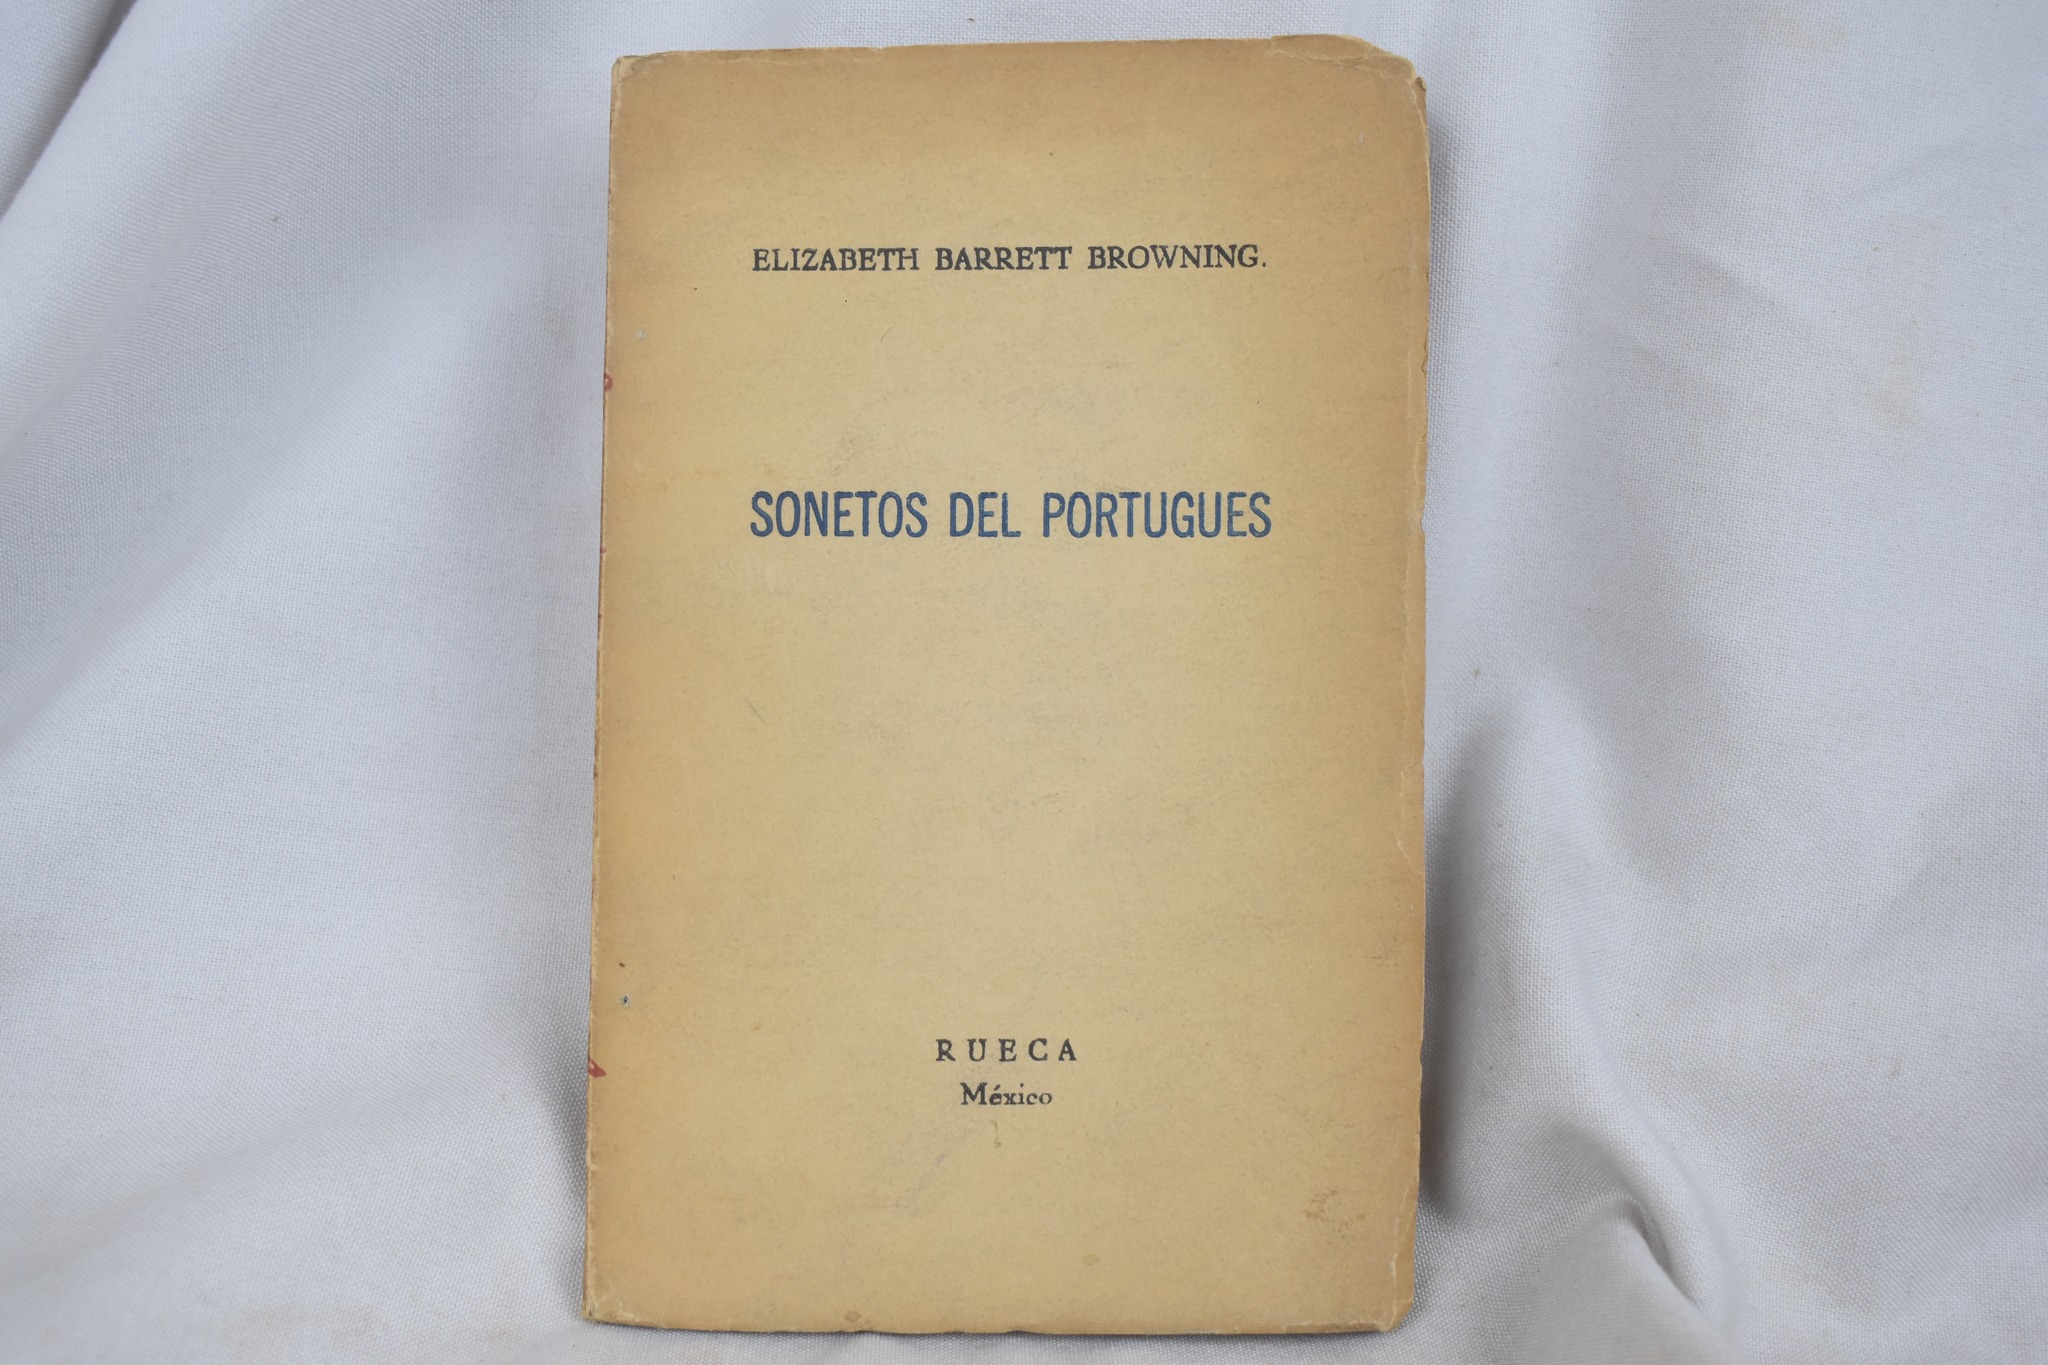 ELIZABETH BARRETT BROWNING.
SONETOS DEL PORTUGUES
RUECA
México